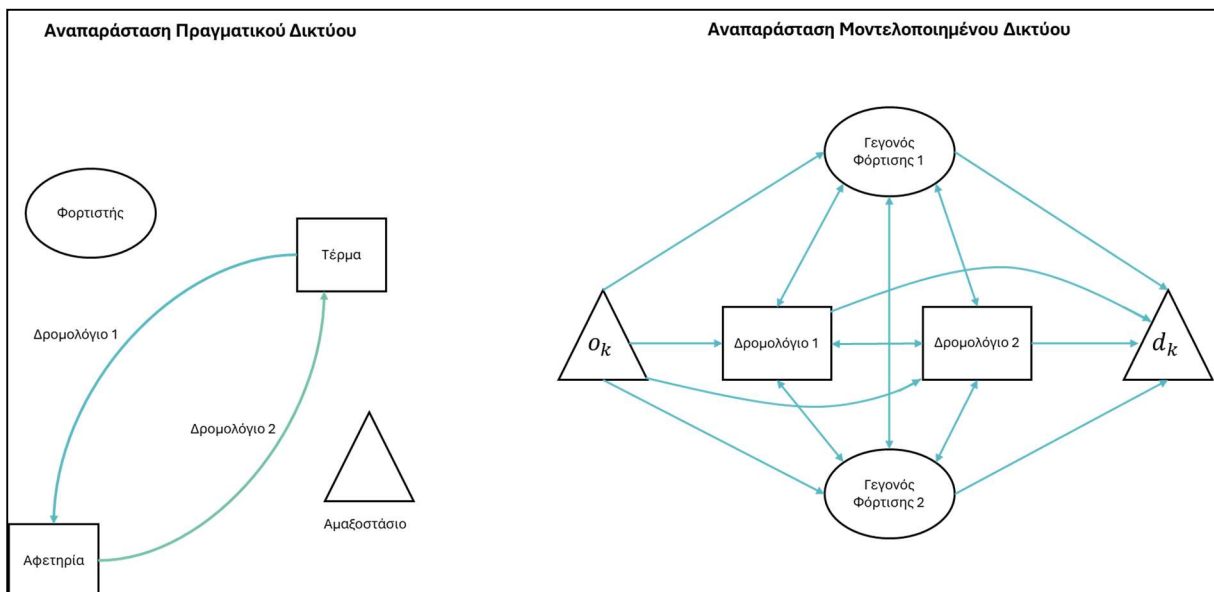 Αναπαράσταση Πραγματικού Δικτύου
Φορτιστής
Τέρμα
Δρομολόγιο 1
Δρομολόγιο 2
Αμαξοστάσιο
Αφετηρία
Αναπαράσταση Μοντελοποιημένου Δικτύου
Γεγονός
Φόρτισης 1
o_k
Δρομολόγιο 1
Δρομολόγιο 2
d_k
Γεγονός
Φόρτισης 2